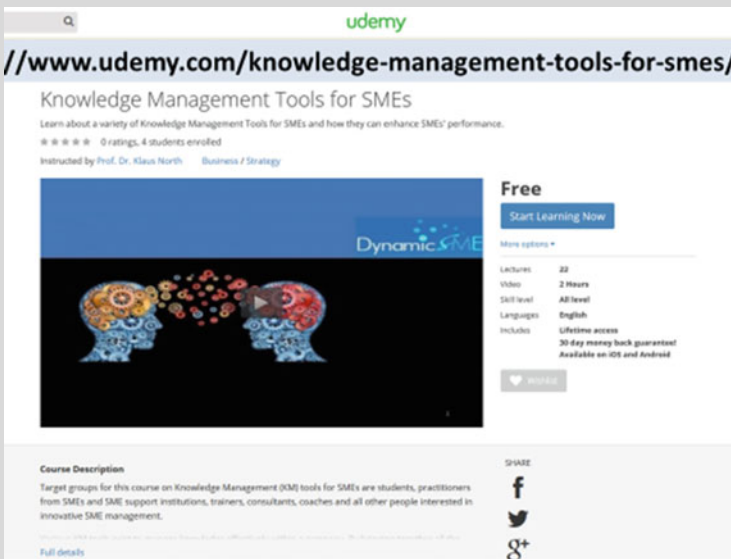 udemy
//www.udemy.com/knowledge-management-tools-for-smes/
Knowledge Management Tools for SMEs
Learn about a variety of Knowledge Management Tools for SMEs and how they can enhance SMEs' performance.
0 ratings, 4 students enrolled
Instructed by Prof. Dr. Klaus North Business / Strategy
DynamicSME
Free
Start Learning Now
More options
Lectures 22
Video 2 Hours
Skill level All level
Languages English
Includes Lifetime access
30 day money back guarantee!
Available on iOS and Android
Wishlist
Course Description
Target groups for this course on Knowledge Management (KM) tools for SMEs are students, practitioners
from SMEs and SME support institutions, trainers, consultants, coaches and all other people interested in
innovative SME management.
Full details
SHARE
f
g+